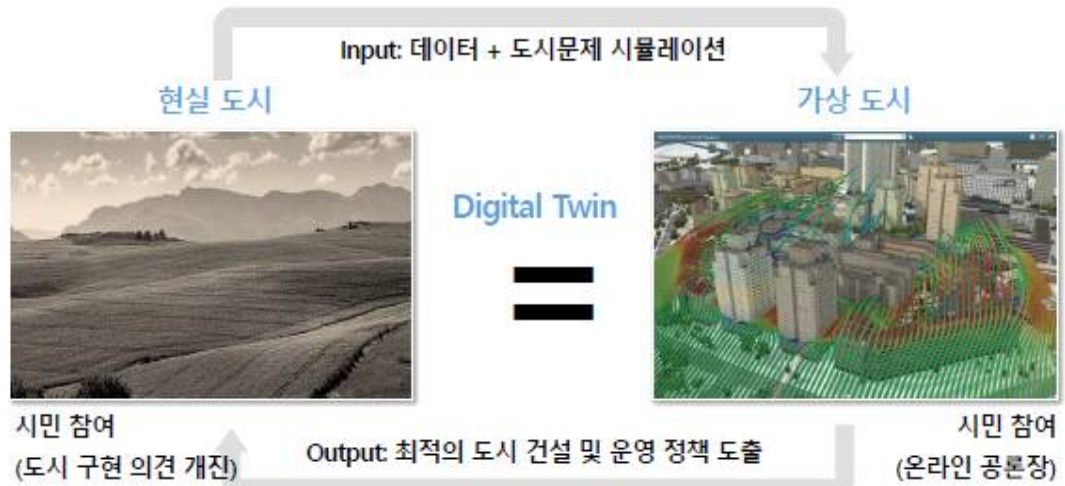 Input: 데이터 + 도시문제 시뮬레이션
현실 도시
가상 도시
Digital Twin
=
시민 참여
(도시 구현 의견 개진)
Output: 최적의 도시 건설 및 운영 정책 도출
시민 참여
(온라인 공론장)